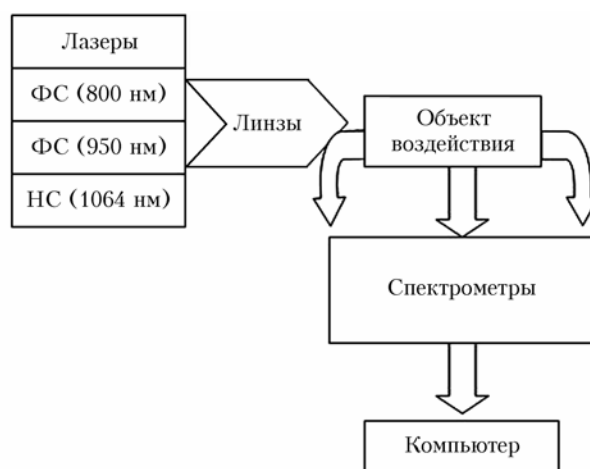 Лазеры
ФС (800 нм)
ФС (950 нм)
НС (1064 нм)
Линзы
Объект
воздействия
Спектрометры
Компьютер